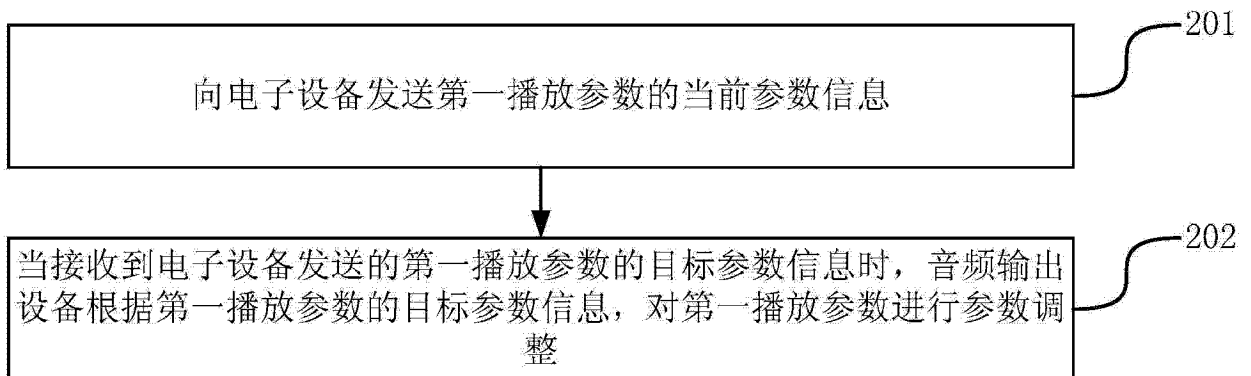 201
向电子设备发送第一播放参数的当前参数信息
202
当接收到电子设备发送的第一播放参数的目标参数信息时，音频输出
设备根据第一播放参数的目标参数信息，对第一播放参数进行参数调
整